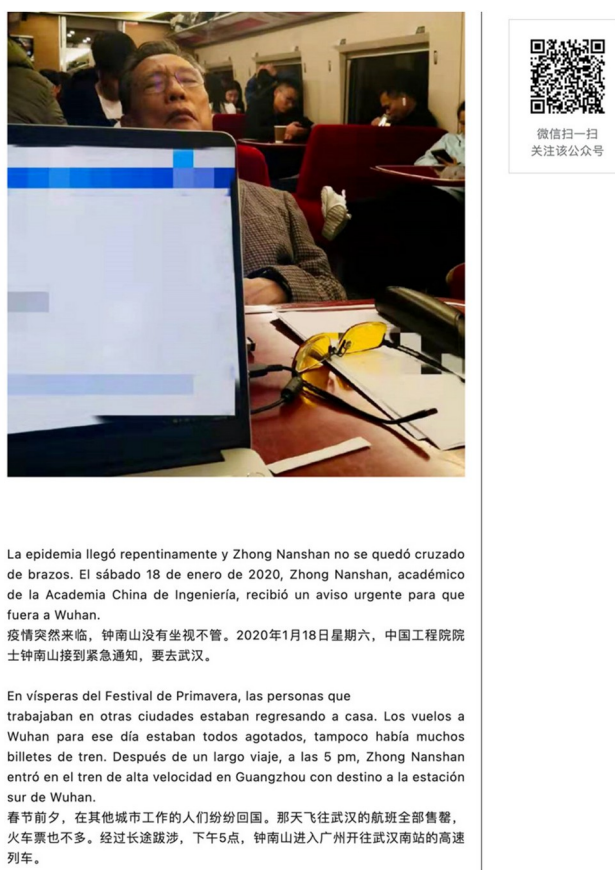 微信扫一扫
关注该公众号
La epidemia llegó repentinamente y Zhong Nanshan no se quedó cruzado
de brazos. El sábado 18 de enero de 2020, Zhong Nanshan, académico
de la Academia China de Ingeniería, recibió un aviso urgente para que
fuera a Wuhan.
疫情突然来临，钟南山没有坐视不管。2020年1月18日星期六，中国工程院院
士钟南山接到紧急通知，要去武汉。
En vísperas del Festival de Primavera, las personas que
trabajaban en otras ciudades estaban regresando a casa. Los vuelos a
Wuhan para ese día estaban todos agotados, tampoco había muchos
billetes de tren. Después de un largo viaje, a las 5 pm, Zhong Nanshan
entró en el tren de alta velocidad en Guangzhou con destino a la estación
sur de Wuhan.
春节前夕，在其他城市工作的人们纷纷回国。那天飞往武汉的航班全部售罄，
火车票也不多。经过长途跋涉，下午5点，钟南山进入广州开往武汉南站的高速
列车。